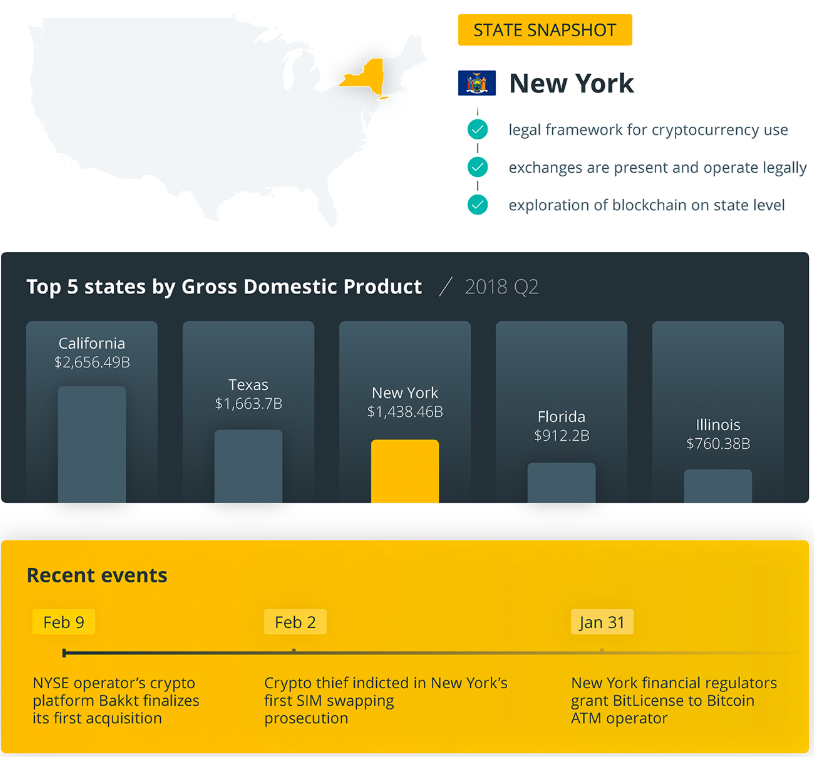 STATE SNAPSHOT
New York
legal framework for cryptocurrency use
exchanges are present and operate legally
exploration of blockchain on state level
Top 5 states by Gross Domestic Product / 2018 Q2
California
$2,656.49B
Texas
$1,663.7B
New York
$1,438.46B
Florida
$912.2B
Illinois
$760.38B
Recent events
Feb 9
NYSE operator’s crypto
platform Bakkt finalizes
its first acquisition
Feb 2
Crypto thief indicted in New York’s
first SIM swapping
prosecution
Jan 31
New York financial regulators
grant BitLicense to Bitcoin
ATM operator